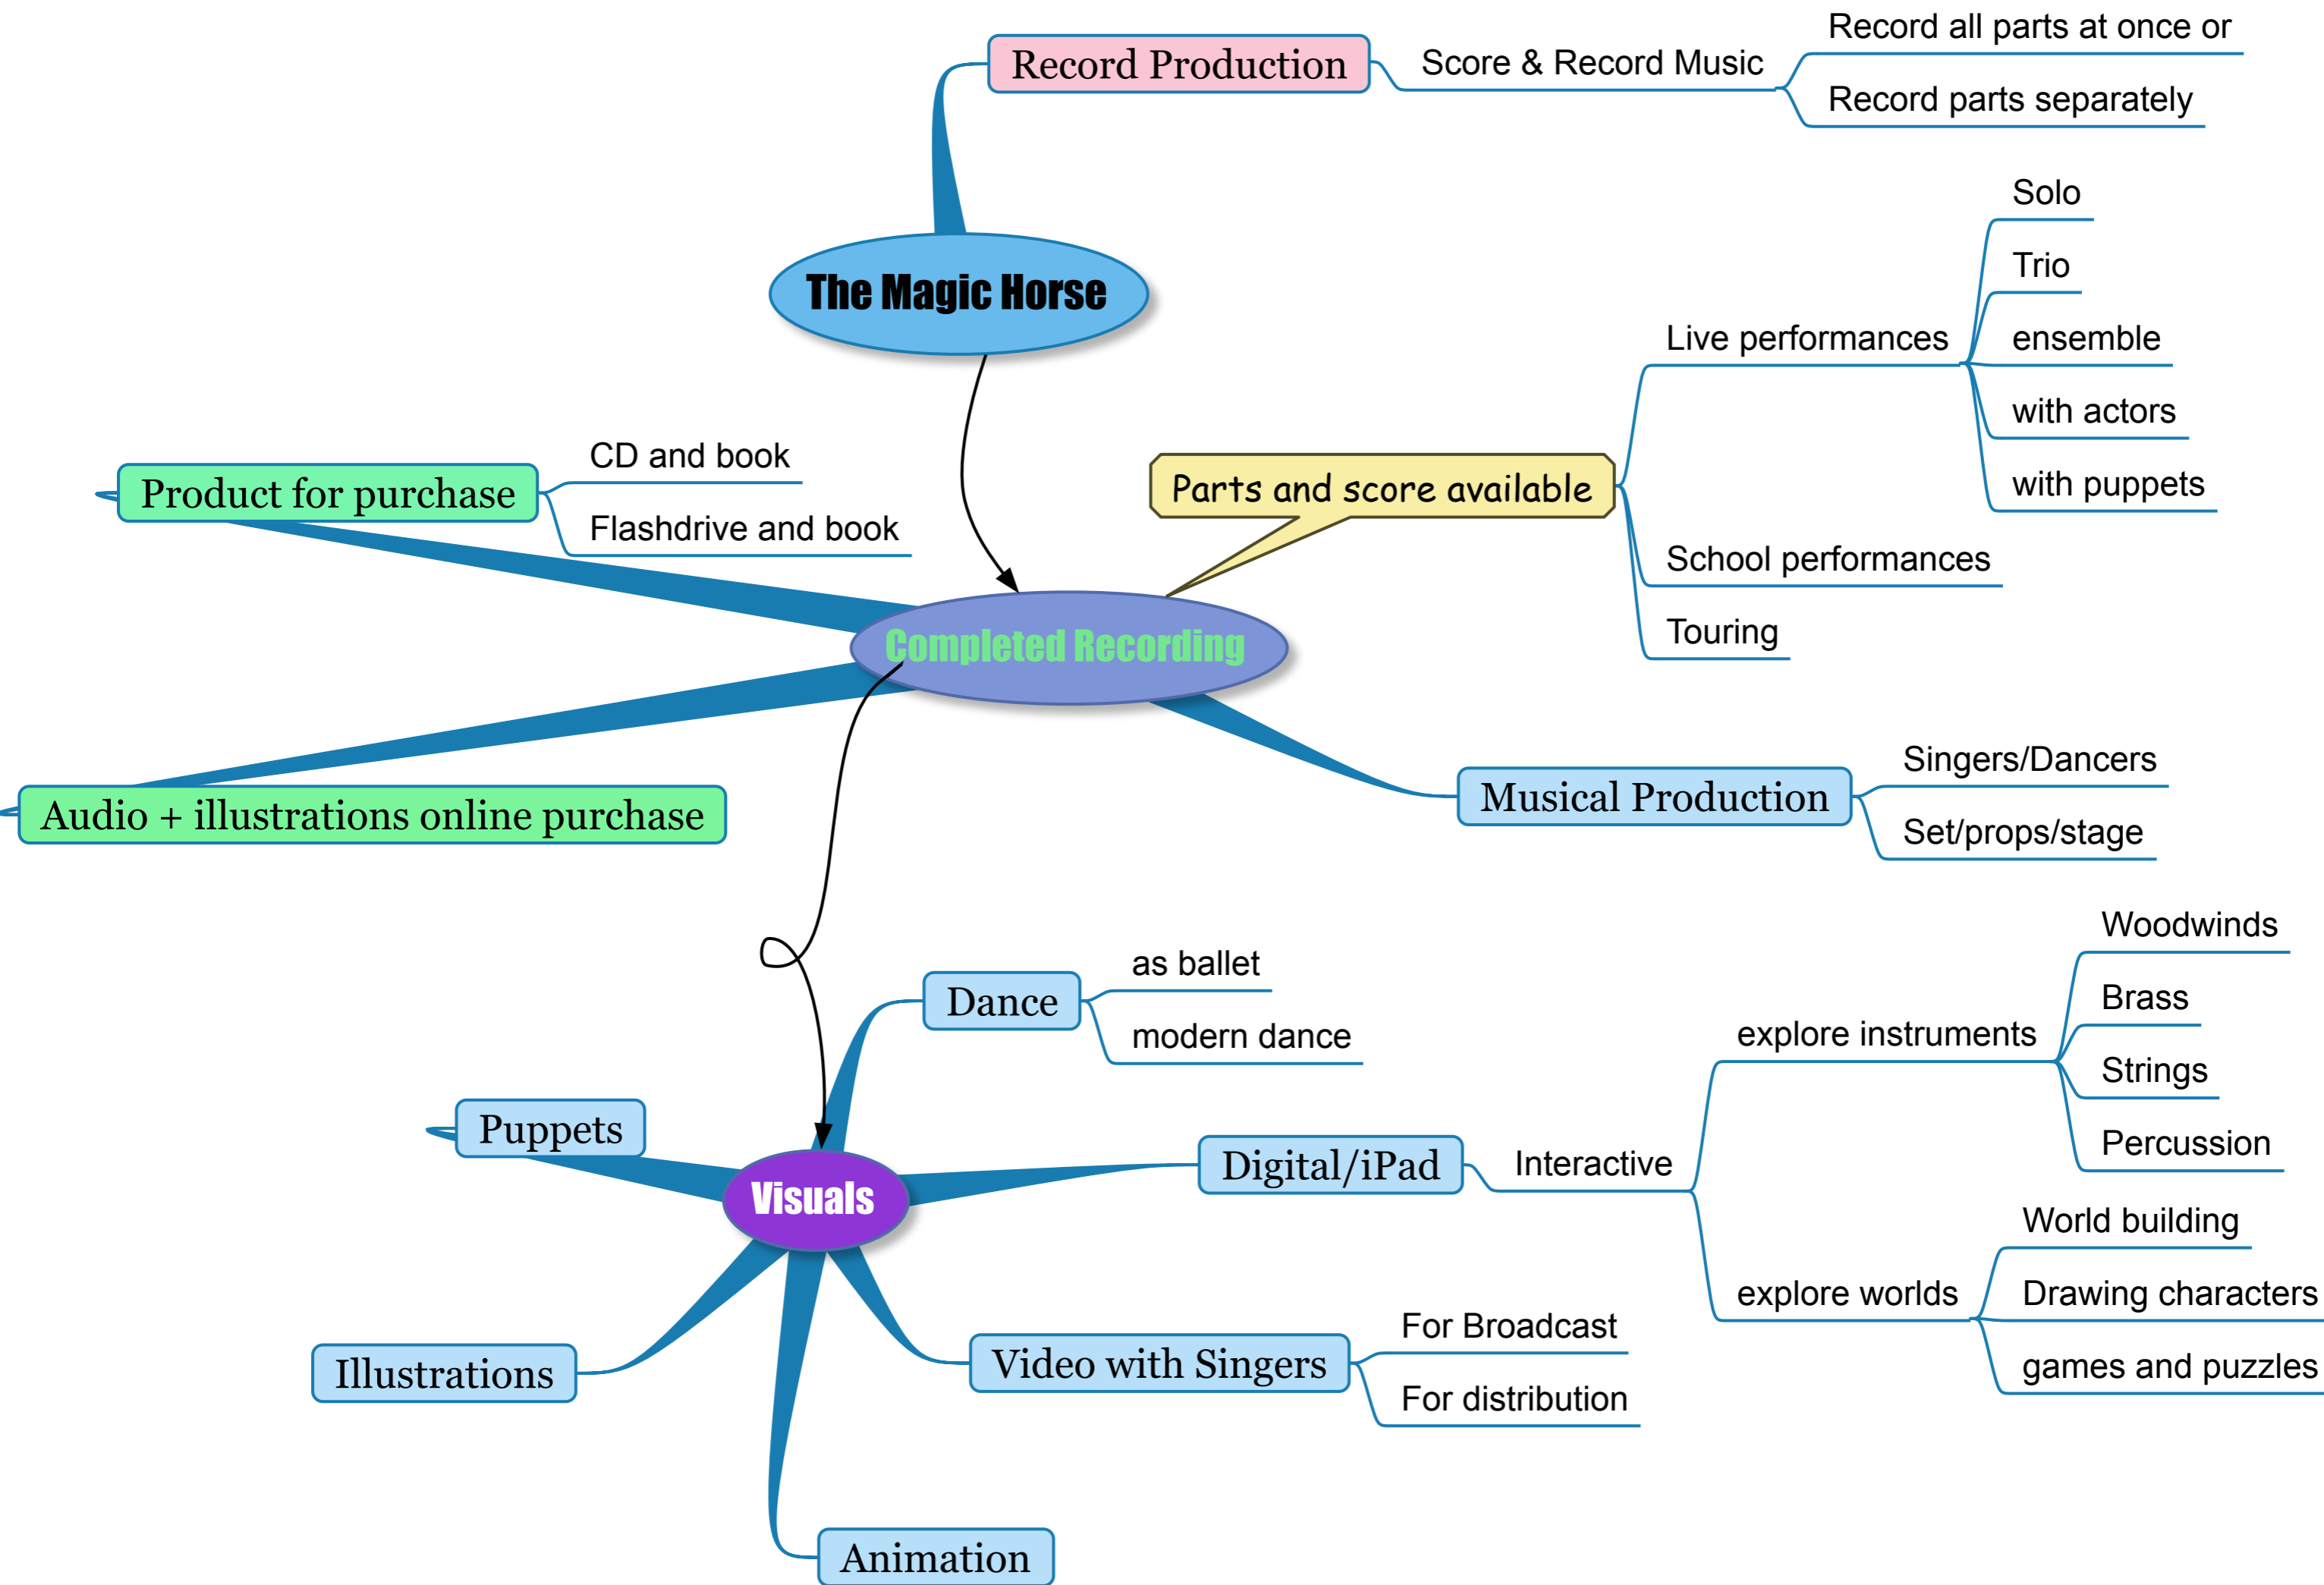 Record Production
Score & Record Music
Record all parts at once or
Record parts separately
The Magic Horse
Solo
Trio
Live performances
ensemble
with actors
with puppets
Parts and score available
School performances
Touring
Product for purchase
CD and book
Flashdrive and book
Completed Recording
Audio + illustrations online purchase
Musical Production
Singers/Dancers
Set/props/stage
Dance
as ballet
modern dance
Puppets
Visuals
Digital/iPad
Interactive
explore instruments
Woodwinds
Brass
Strings
Percussion
explore worlds
World building
Drawing characters
games and puzzles
Illustrations
Video with Singers
For Broadcast
For distribution
Animation